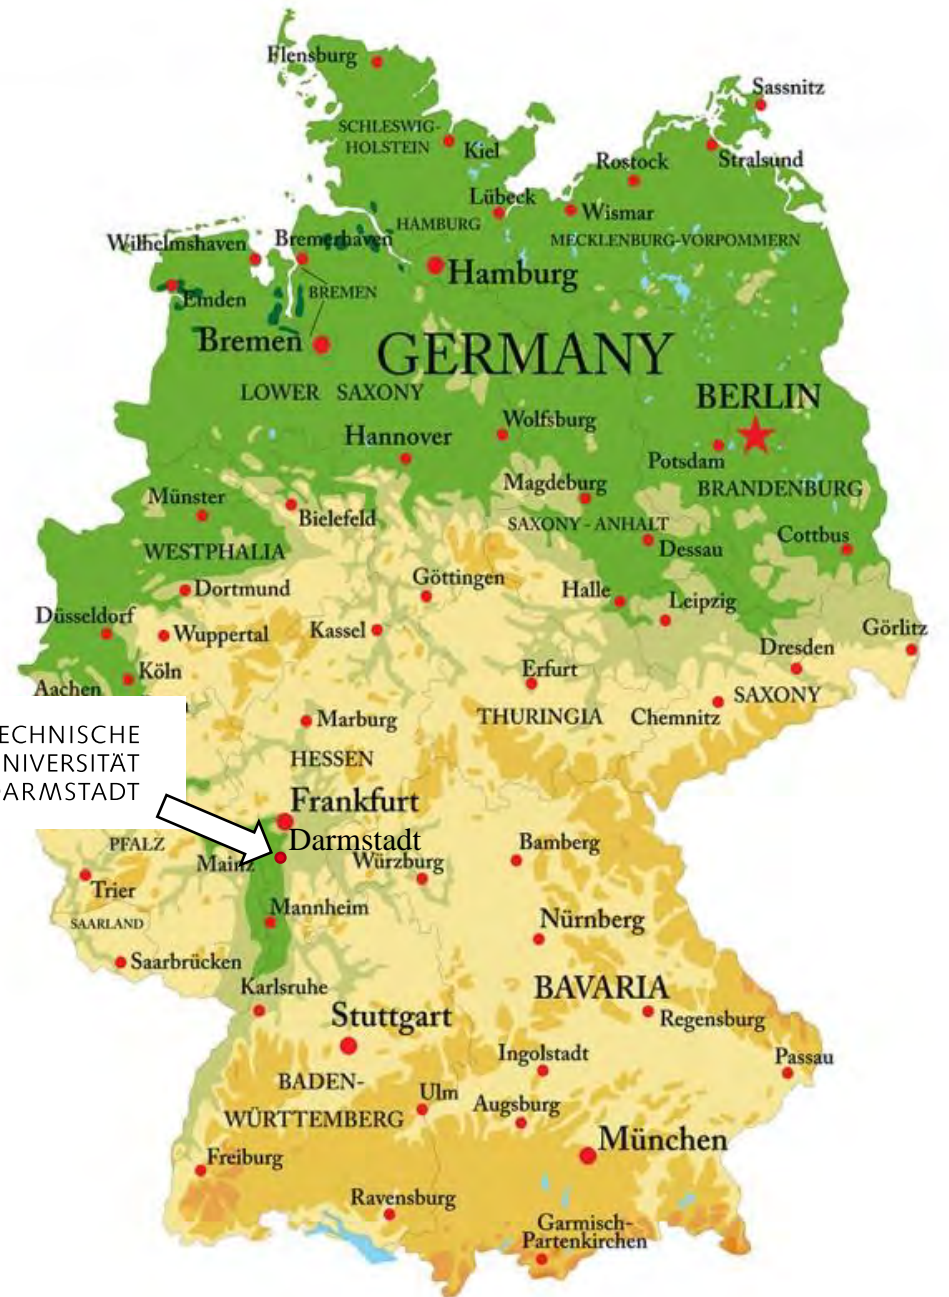 Flensburg
Sassnitz
SCHLESWIG-
HOLSTEIN
Kiel
Rostock
Stralsund
Lübeck
Wismar
HAMBURG
MECKLENBURG-VORPOMMERN
Wilhelmshaven
Bremerhaven
Hamburg
Emden
BREMEN
Bremen
GERMANY
LOWER SAXONY
BERLIN
Wolfsburg
Hannover
Potsdam
Magdeburg
BRANDENBURG
Münster
Bielefeld
SAXONY - ANHALT
Cottbus
WESTPHALIA
Dessau
Göttingen
Dortmund
Halle
Leipzig
Düsseldorf
Wuppertal
Kassel
Görlitz
Dresden
Köln
Erfurt
Aachen
SAXONY
Marburg
THURINGIA
Chemnitz
ECHNISCHE
NIVERSITÄT
DARMSTADT
HESSEN
Frankfurt
Darmstadt
PFALZ
Mainz
Würzburg
Bamberg
Trier
Mannheim
SAARLAND
Nürnberg
Saarbrücken
Karlsruhe
BAVARIA
Stuttgart
Regensburg
Ingolstadt
Passau
BADEN-
WÜRTTEMBERG
Ulm
Augsburg
München
Freiburg
Ravensburg
Garmisch-
Partenkirchen